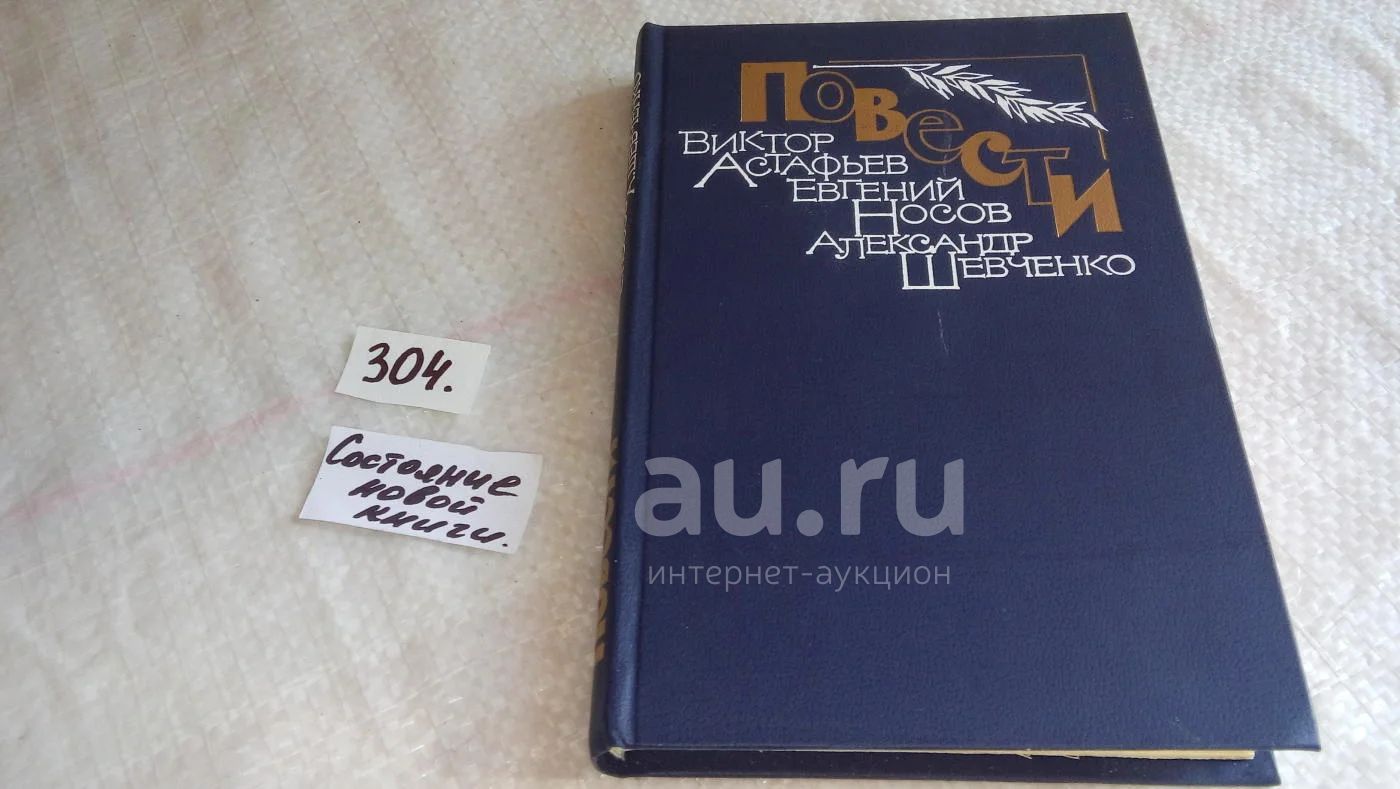 ПОВЕСТИ
ВИКТОР
АСТАФЬЕВ
ЕВГЕНИЙ
НОСОВ
АЛЕКСАНДР
ШЕВЧЕНКО
304.
Состояние
новой
книги.
au.ru
интернет-аукцион